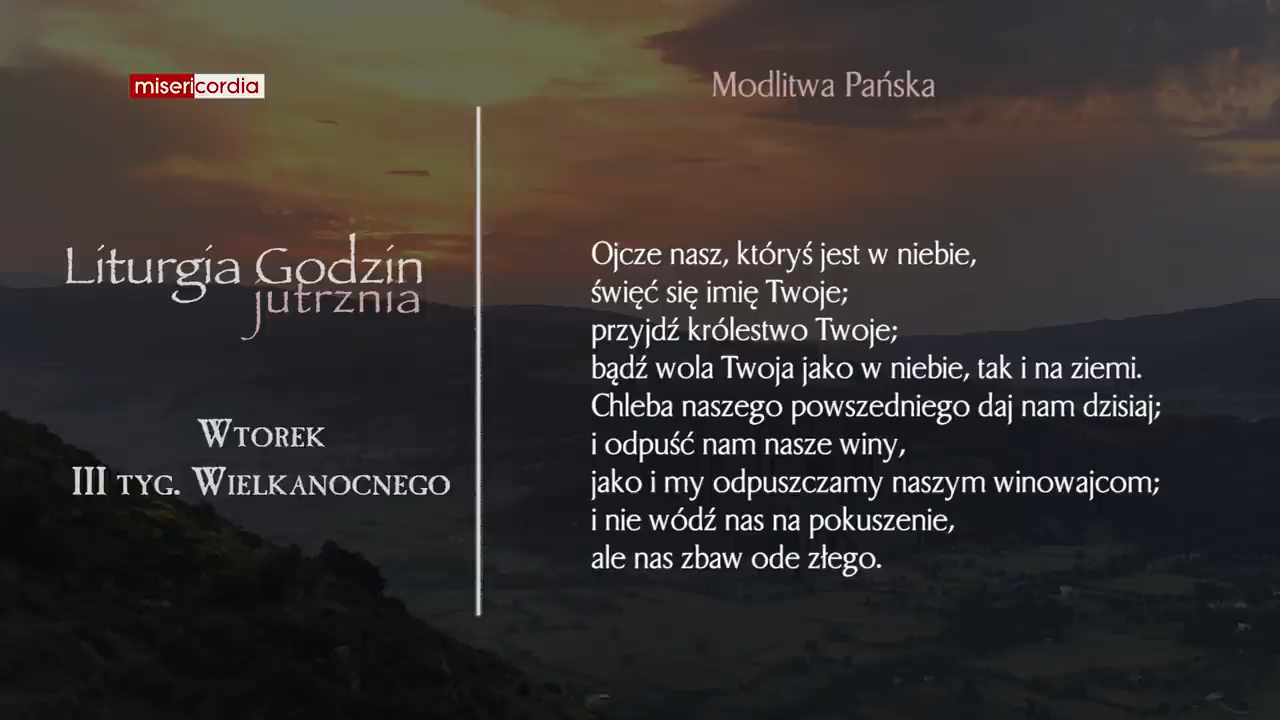 misericordia
Liturgia Godzin
jutrznia
Wtorek
III tyg. Wielkanocnego
Modlitwa Pańska
Ojcze nasz, któryś jest w niebie,
święć się imię Twoje;
przyjdź królestwo Twoje;
bądź wola Twoja jako w niebie, tak i na ziemi.
Chleba naszego powszedniego daj nam dzisiaj;
i odpuść nam nasze winy,
jako i my odpuszczamy naszym winowajcom;
i nie wódź nas na pokuszenie,
ale nas zbaw ode złego.